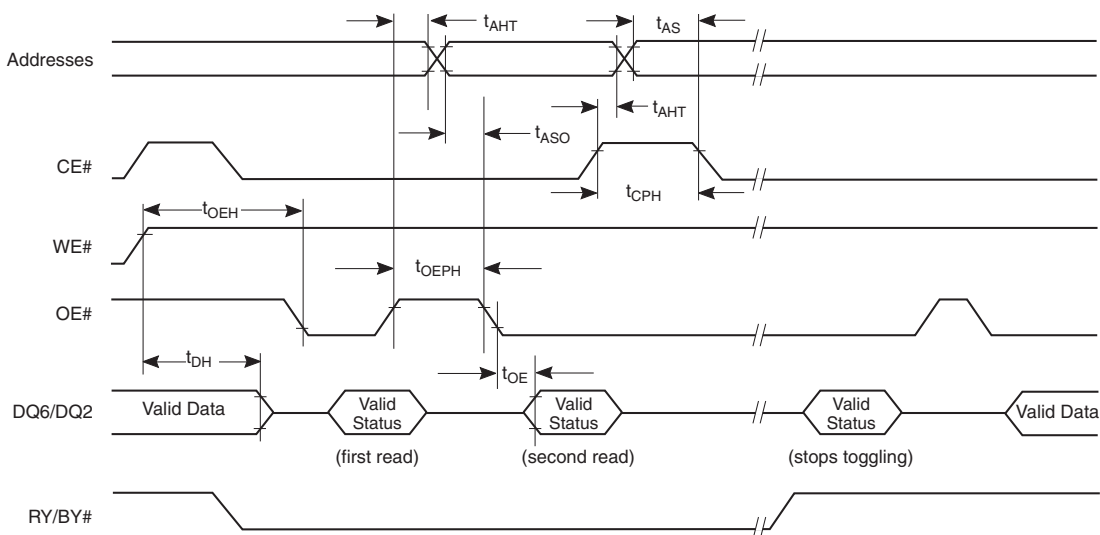 tAHT
tAS
Addresses
tAHT
tASO
CE#
tCPH
tOEH
WE#
tOEPH
OE#
tDH
tOE
DQ6/DQ2
Valid Data
Valid
Status
Valid
Status
Valid
Status
Valid Data
(first read)
(second read)
(stops toggling)
RY/BY#